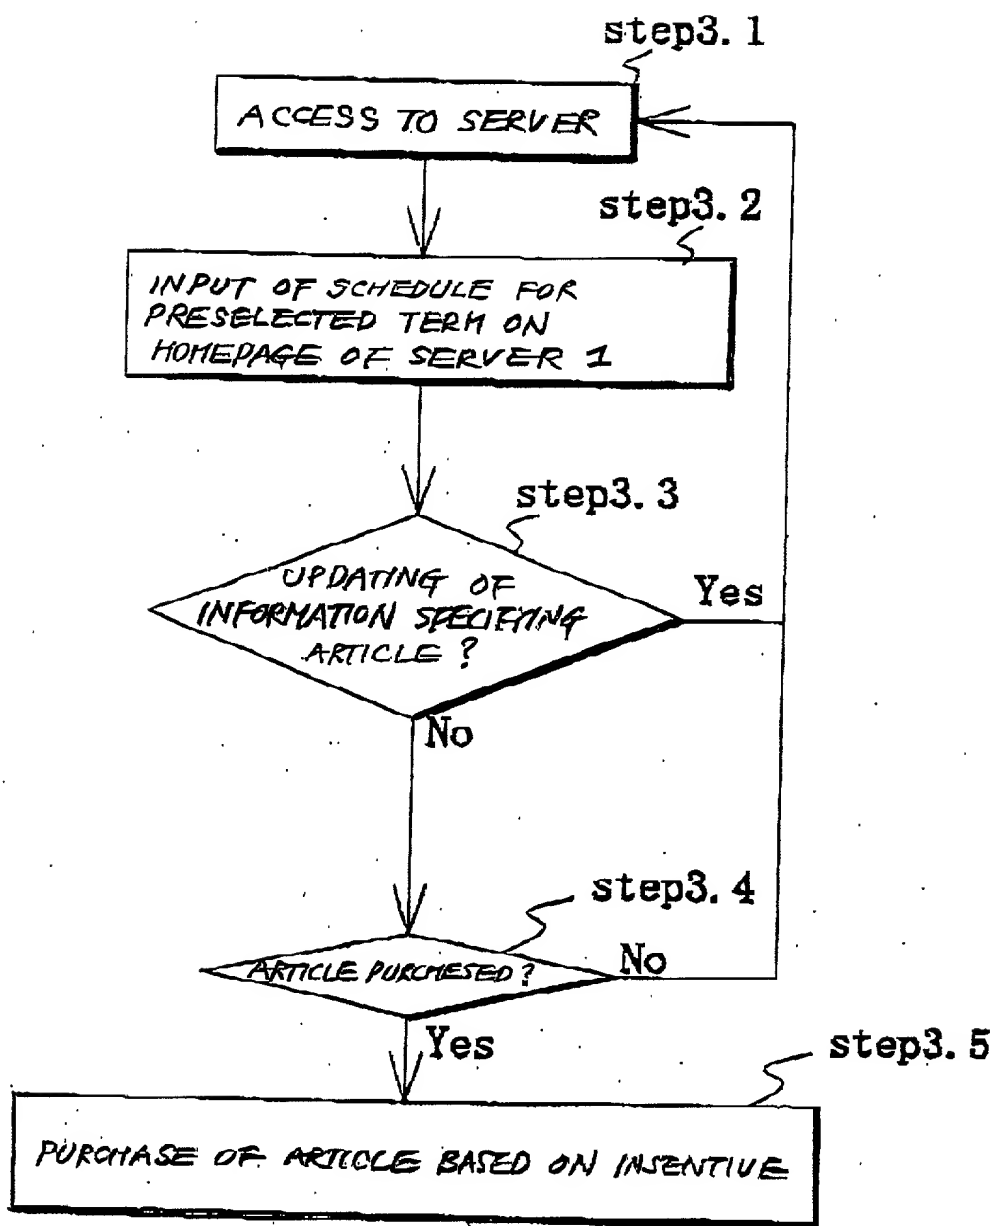 step3.1
ACCESS TO SERVER
step3.2
INPUT OF SCHEDULE FOR
PRESELECTED TERM ON
HOMEPAGE OF SERVER 1
step3.3
UPDATING OF
INFORMATION SPECIFYING
ARTICLE ?
Yes
No
step3.4
ARTICLE PURCHESED ?
No
Yes
step3.5
PURCHASE OF ARTICLE BASED ON INSENTIVE